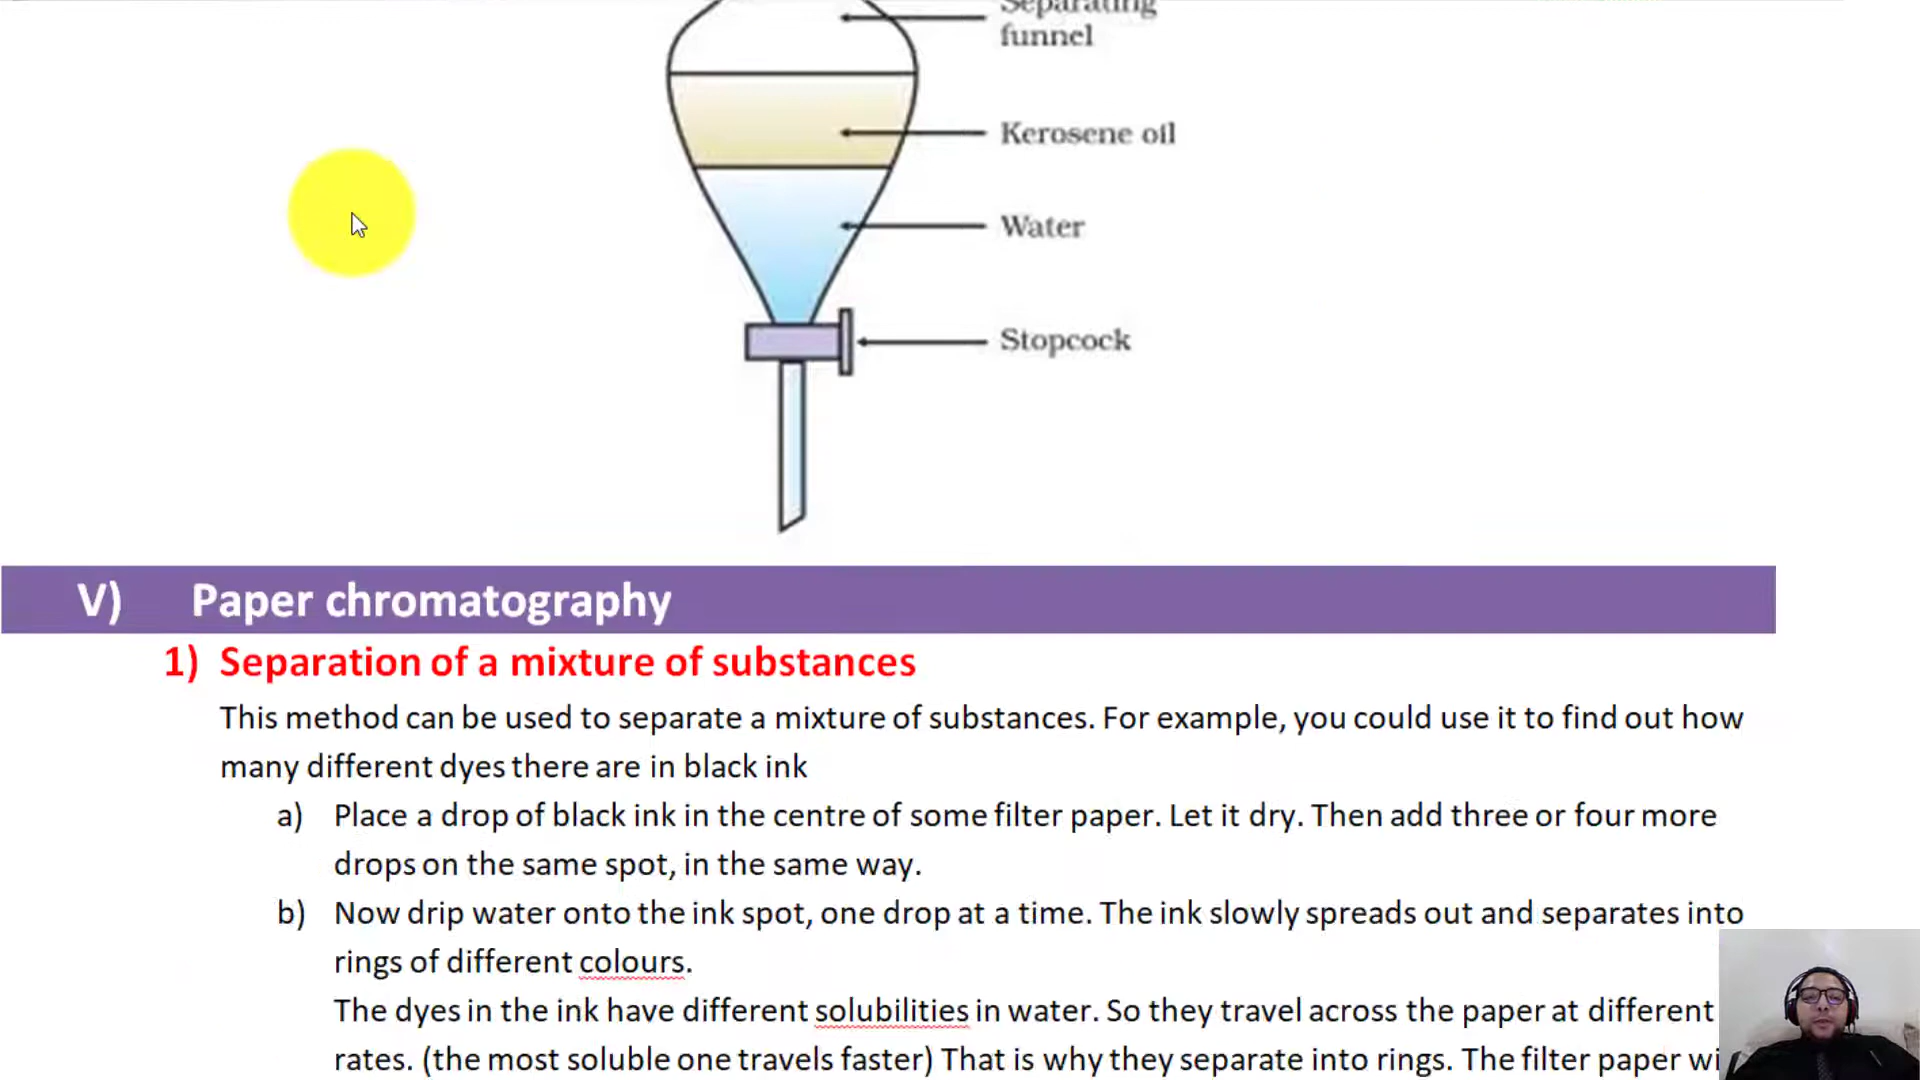 Separating
funnel
Kerosene oil
Water
Stopcock
V) Paper chromatography
1) Separation of a mixture of substances
This method can be used to separate a mixture of substances. For example, you could use it to find out how
many different dyes there are in black ink
a) Place a drop of black ink in the centre of some filter paper. Let it dry. Then add three or four more
drops on the same spot, in the same way.
b) Now drip water onto the ink spot, one drop at a time. The ink slowly spreads out and separates into
rings of different colours.
The dyes in the ink have different solubilities in water. So they travel across the paper at different
rates. (the most soluble one travels faster) That is why they separate into rings. The filter paper